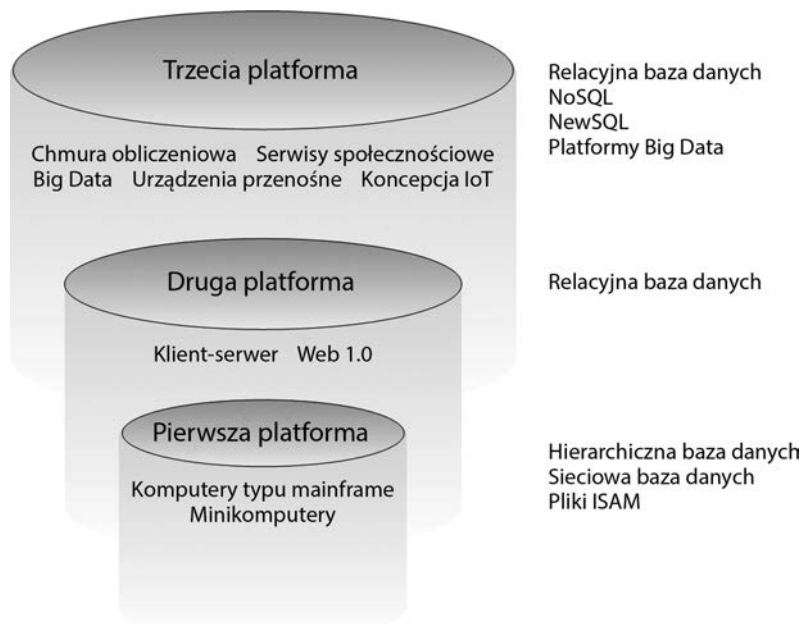 Trzecia platforma
Chmura obliczeniowa Serwisy społecznościowe
Big Data Urządzenia przenośne Koncepcja IoT
Relacyjna baza danych
NoSQL
NewSQL
Platformy Big Data
Druga platforma
Klient-serwer Web 1.0
Relacyjna baza danych
Pierwsza platforma
Komputery typu mainframe
Minikomputery
Hierarchiczna baza danych
Sieciowa baza danych
Pliki ISAM